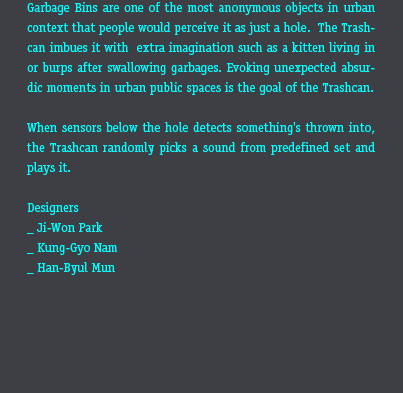 Garbage Bins are one of the most anonymous objects in urban
context that people would perceive it as just a hole. The Trash-
can imbues it with extra imagination such as a kitten living in
or burps after swallowing garbages. Evoking unexpected absur-
dic moments in urban public spaces is the goal of the Trashcan.
When sensors below the hole detects something's thrown into,
the Trashcan randomly picks a sound from predefined set and
plays it.
Designers
_ Ji-Won Park
_ Kung-Gyo Nam
_ Han-Byul Mun